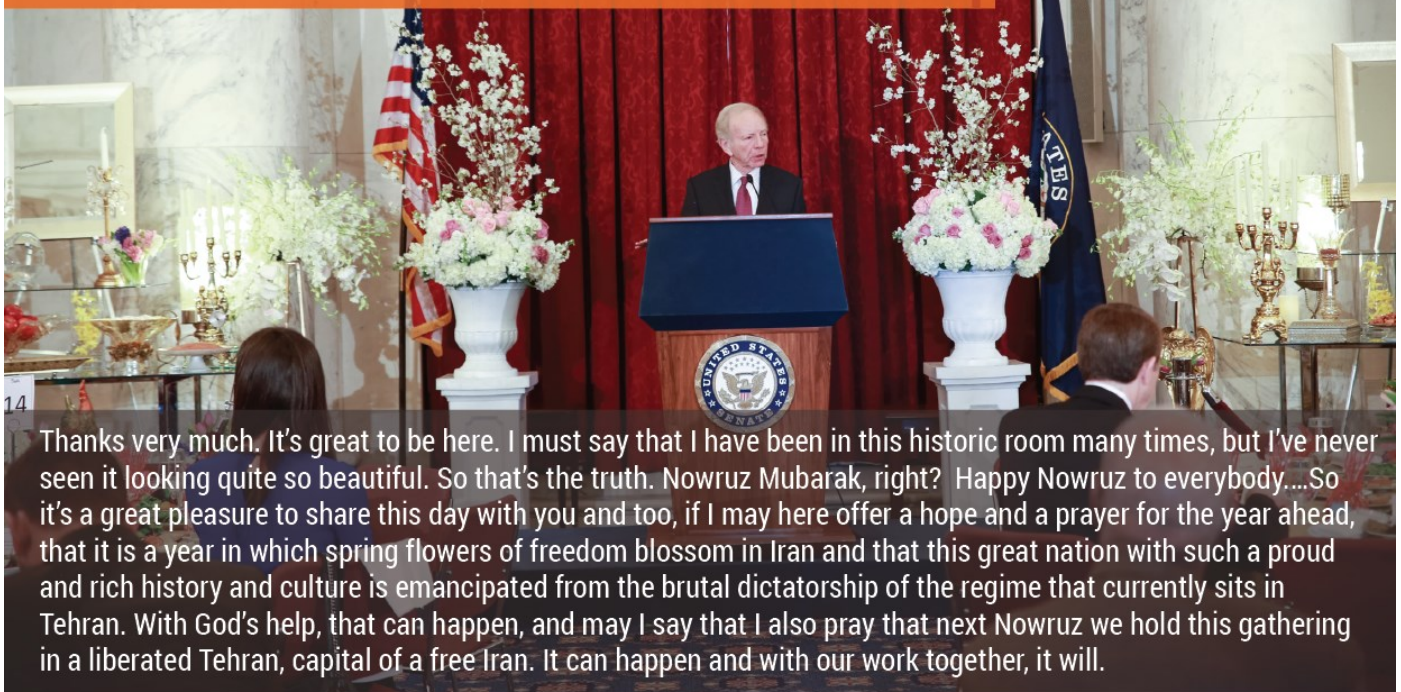 ATES
UNITED STATES
SENATE
14
Thanks very much. It's great to be here. I must say that I have been in this historic room many times, but I've never
seen it looking quite so beautiful. So that's the truth. Nowruz Mubarak, right?  Happy Nowruz to everybody....So
it's a great pleasure to share this day with you and too, if I may here offer a hope and a prayer for the year ahead,
that it is a year in which spring flowers of freedom blossom in Iran and that this great nation with such a proud
and rich history and culture is emancipated from the brutal dictatorship of the regime that currently sits in
Tehran. With God's help, that can happen, and may I say that I also pray that next Nowruz we hold this gathering
in a liberated Tehran, capital of a free Iran. It can happen and with our work together, it will.